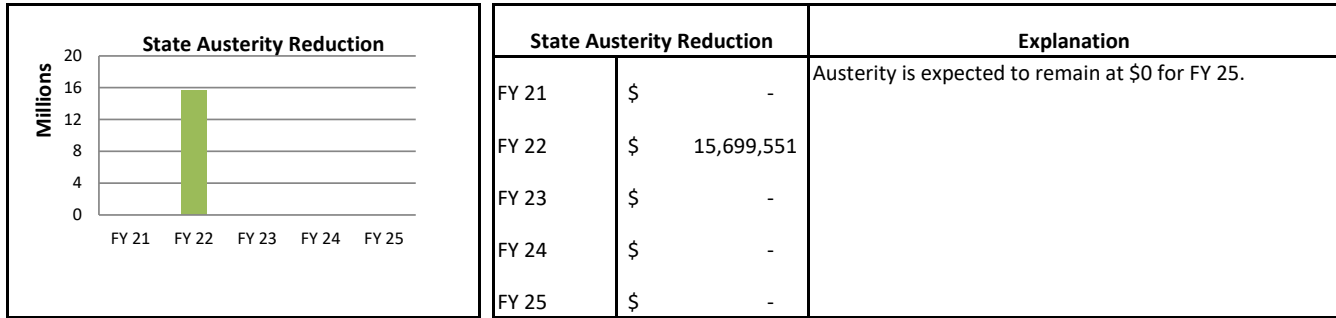 State Austerity Reduction
Millions
20
16
12
8
4
0
FY 21 FY 22 FY 23 FY 24 FY 25
State Austerity Reduction Explanation
FY 21 $ - Austerity is expected to remain at $0 for FY 25.
FY 22 $ 15,699,551
FY 23 $ -
FY 24 $ -
FY 25 $ -